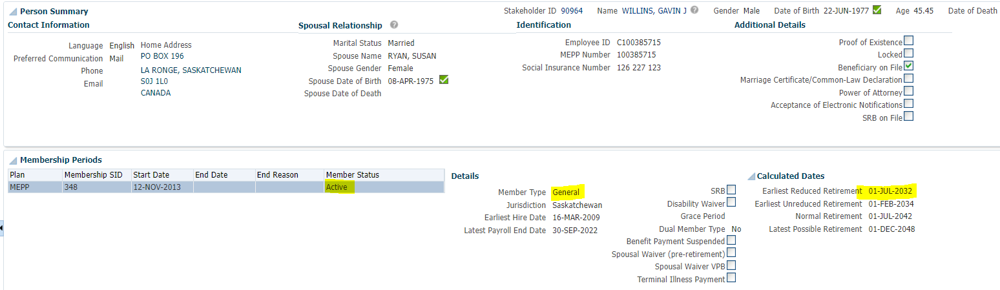 Person Summary
Stakeholder ID 90964 Name WILLINS, GAVIN J Gender Male Date of Birth 22-JUN-1977 Age 45.45 Date of Death
Contact Information
Language English
Preferred Communication Mail
Phone
Email
Home Address
PO BOX 196
LA RONGE, SASKATCHEWAN
S0J 1L0
CANADA
Spousal Relationship
Marital Status Married
Spouse Name RYAN, SUSAN
Spouse Gender Female
Spouse Date of Birth 08-APR-1975
Spouse Date of Death
Identification
Employee ID C100385715
MEPP Number 100385715
Social Insurance Number 126 227 123
Additional Details
Proof of Existence
Locked
Beneficiary on File
Marriage Certificate/Common-Law Declaration
Power of Attorney
Acceptance of Electronic Notifications
SRB on File
Membership Periods
Plan Membership SID Start Date End Date End Reason Member Status
MEPP 348 12-NOV-2013 Active
Details
Member Type General
Jurisdiction Saskatchewan
Earliest Hire Date 16-MAR-2009
Latest Payroll End Date 30-SEP-2022
SRB
Disability Waiver
Grace Period
Dual Member Type No
Benefit Payment Suspended
Spousal Waiver (pre-retirement)
Spousal Waiver VPB
Terminal Illness Payment
Calculated Dates
Earliest Reduced Retirement 01-JUL-2032
Earliest Unreduced Retirement 01-FEB-2034
Normal Retirement 01-JUL-2042
Latest Possible Retirement 01-DEC-2048